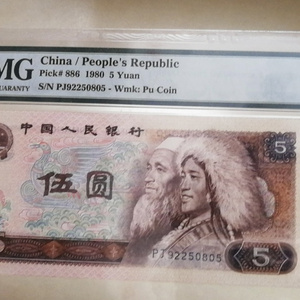 MG
GUARANTY
China / People's Republic
Pick# 886 1980 5 Yuan
S/N PJ92250805 - Wmk: Pu Coin
中国人民银行
5
伍圆
PJ92250805
5